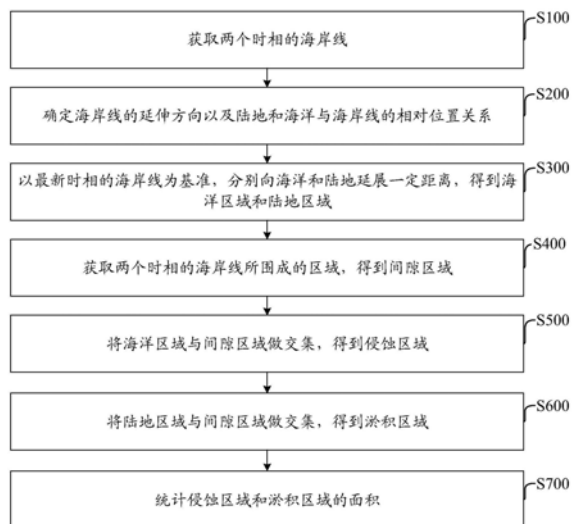 S100
获取两个时相的海岸线
S200
确定海岸线的延伸方向以及陆地和海洋与海岸线的相对位置关系
S300
以最新时相的海岸线为基准，分别向海洋和陆地延展一定距离，得到海
洋区域和陆地区域
S400
获取两个时相的海岸线所围成的区域，得到间隙区域
S500
将海洋区域与间隙区域做交集，得到侵蚀区域
S600
将陆地区域与间隙区域做交集，得到淤积区域
S700
统计侵蚀区域和淤积区域的面积